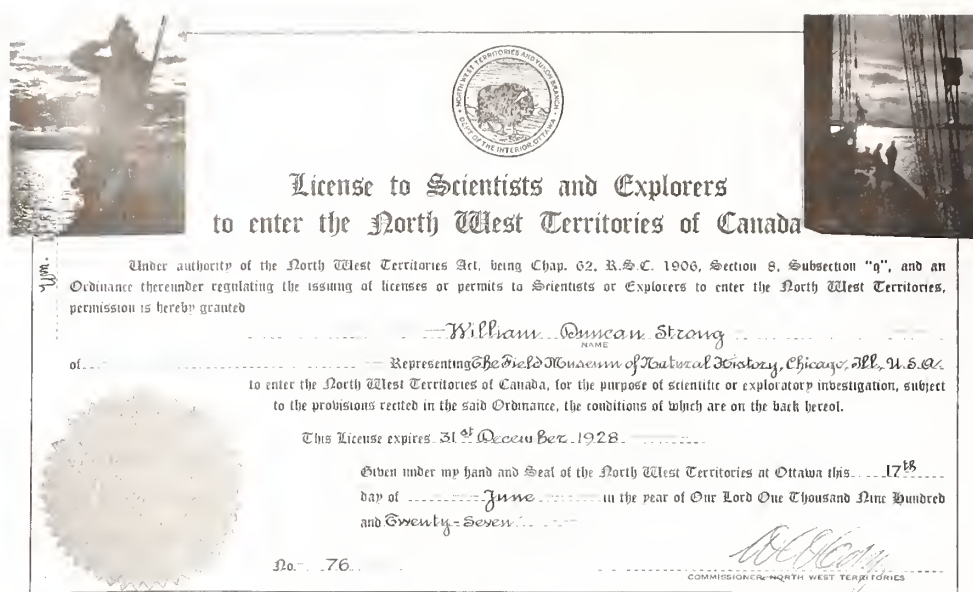 NORTH WEST TERRITORIES AND YUKON BRANCH
DEPT OF THE INTERIOR, OTTAWA
License to Scientists and Explorers
to enter the North West Territories of Canada
Wm.
Under authority of the North West Territories Act, being Chap. 62, R.S.C. 1906, Section 8, Subsection "q", and an
Ordinance thereunder regulating the issuing of licenses or permits to Scientists or Explorers to enter the North West Territories,
permission is hereby granted
William Duncan Strong
NAME
of Representing The Field Museum of Natural History, Chicago, Ill., U.S.A.
to enter the North West Territories of Canada, for the purpose of scientific or exploratory investigation, subject
to the provisions recited in the said Ordinance, the conditions of which are on the back hereof.
This License expires 31st December 1928
Given under my hand and Seal of the North West Territories at Ottawa this 17th
day of June in the year of Our Lord One Thousand Nine Hundred
and Twenty-Seven
No. 76
COMMISSIONER, NORTH WEST TERRITORIES